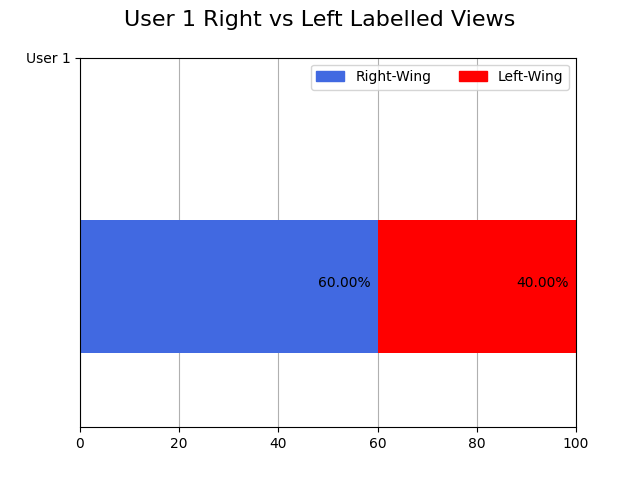 User 1 Right vs Left Labelled Views
User 1
Right-Wing Left-Wing
60.00% 40.00%
0 20 40 60 80 100